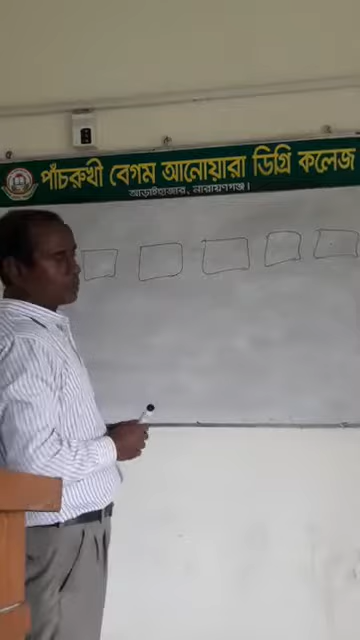 পাঁচরুখী বেগম আনোয়ারা ডিগ্রি কলেজ
আড়াইহাজার, নারায়ণগঞ্জ।